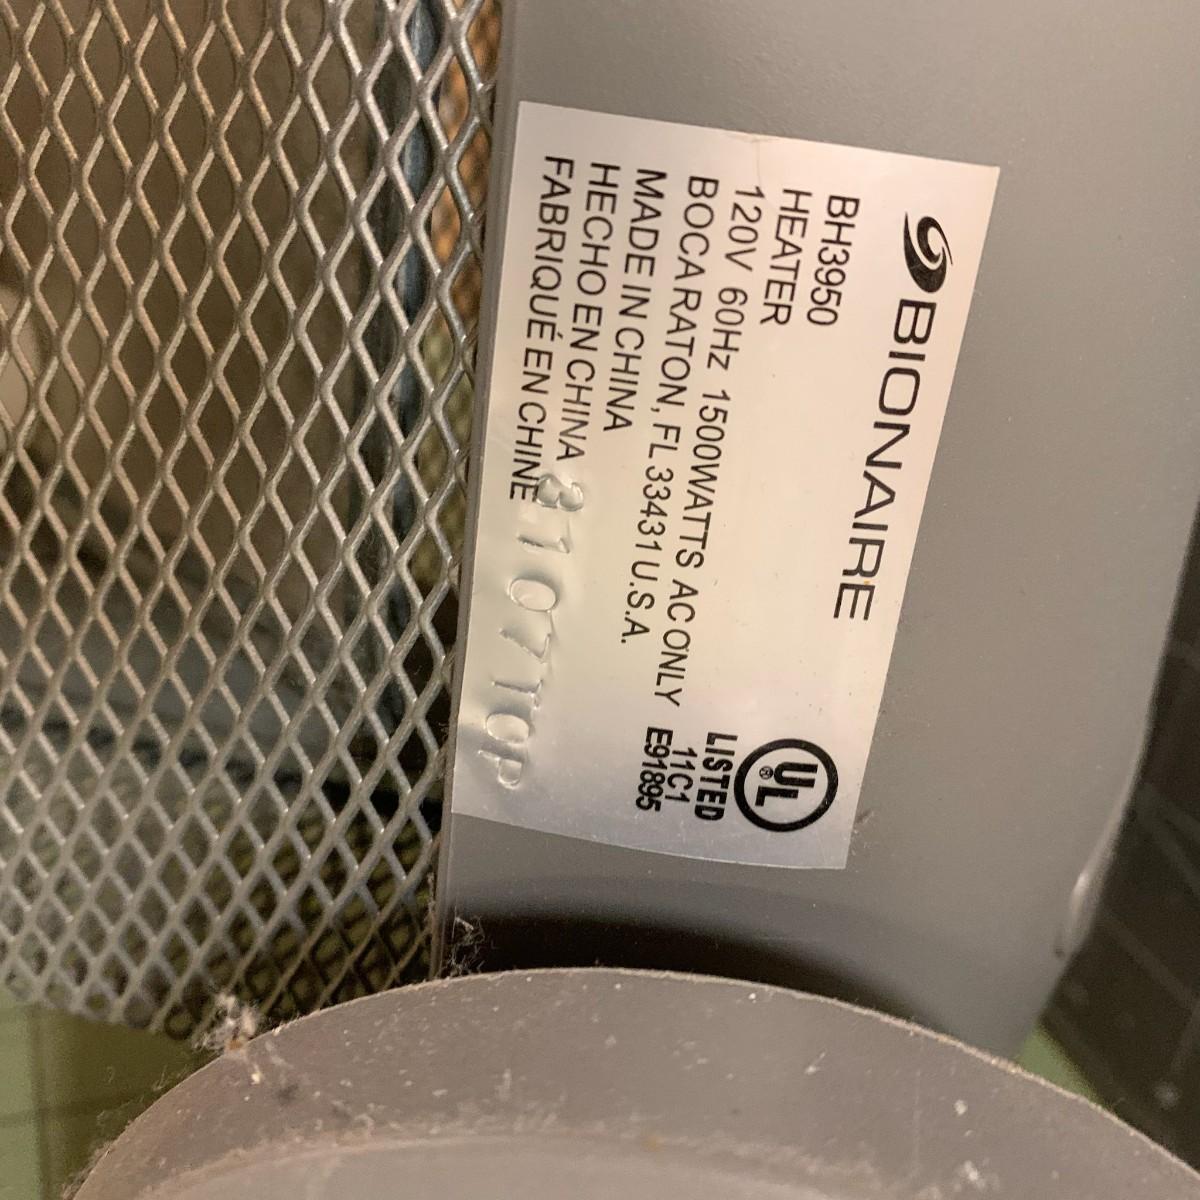 BIONAIRE
BH3950
HEATER
120V 60Hz 1500WATTS AC ONLY
BOCA RATON, FL 33431 U.S.A.
MADE IN CHINA
HECHO EN CHINA
FABRIQUÉ EN CHINE
UL®
LISTED
11C1
E91895
3107TCP